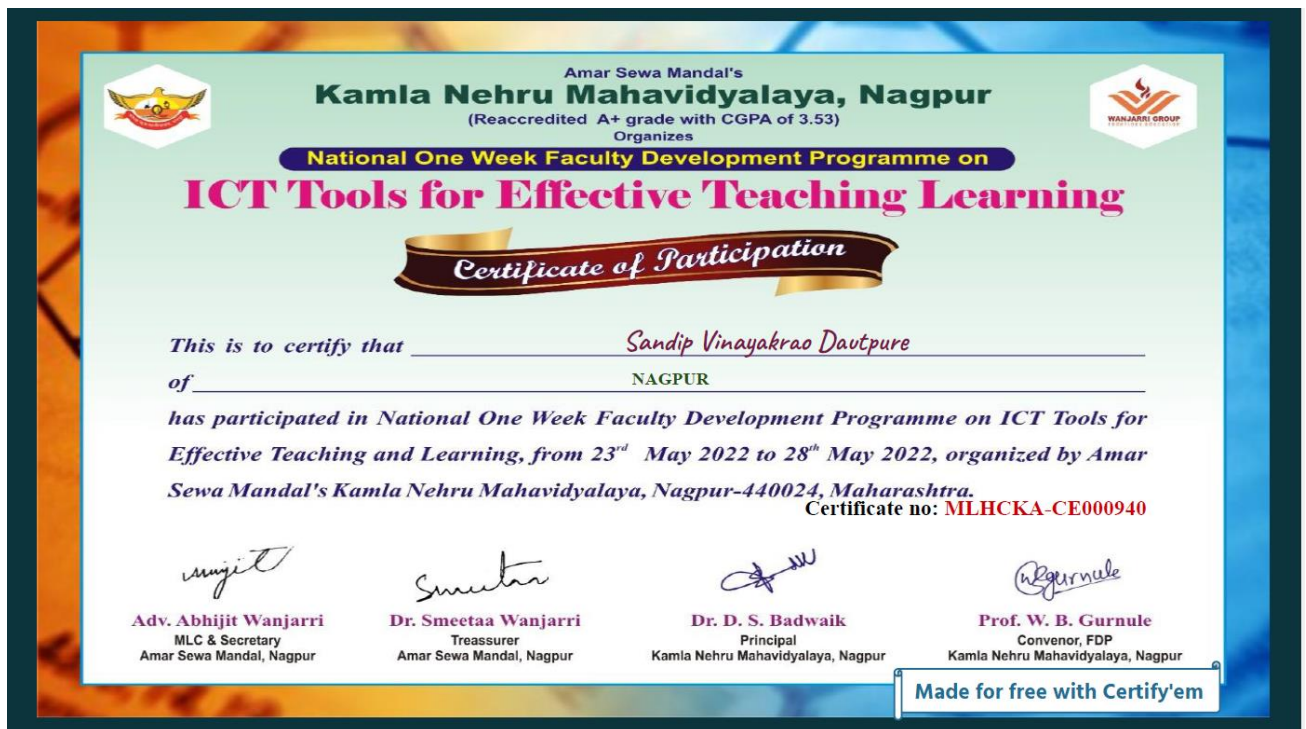 Amar Sewa Mandal's
Kamla Nehru Mahavidyalaya, Nagpur
(Reaccredited A+ grade with CGPA of 3.53)
Organizes
National One Week Faculty Development Programme on
ICT Tools for Effective Teaching Learning
WANJARRI GROUP
Certificate of Participation
This is to certify that Sandip Vinayakrao Dautpure
of NAGPUR
has participated in National One Week Faculty Development Programme on ICT Tools for
Effective Teaching and Learning, from 23rd May 2022 to 28th May 2022, organized by Amar
Sewa Mandal's Kamla Nehru Mahavidyalaya, Nagpur-440024, Maharashtra.
Certificate no: MLHCKA-CE000940
Adv. Abhijit Wanjarri
MLC & Secretary
Amar Sewa Mandal, Nagpur
Dr. Smeetaa Wanjarri
Treassurer
Amar Sewa Mandal, Nagpur
Dr. D. S. Badwaik
Principal
Kamla Nehru Mahavidyalaya, Nagpur
Prof. W. B. Gurnule
Convenor, FDP
Kamla Nehru Mahavidyalaya, Nagpur
Made for free with Certify'em